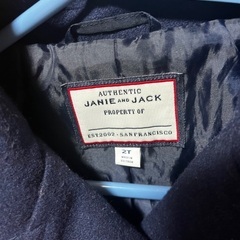 AUTHENTIC
JANIE AND JACK
PROPERTY OF
EST 2002 - SAN FRANCISCO
2T